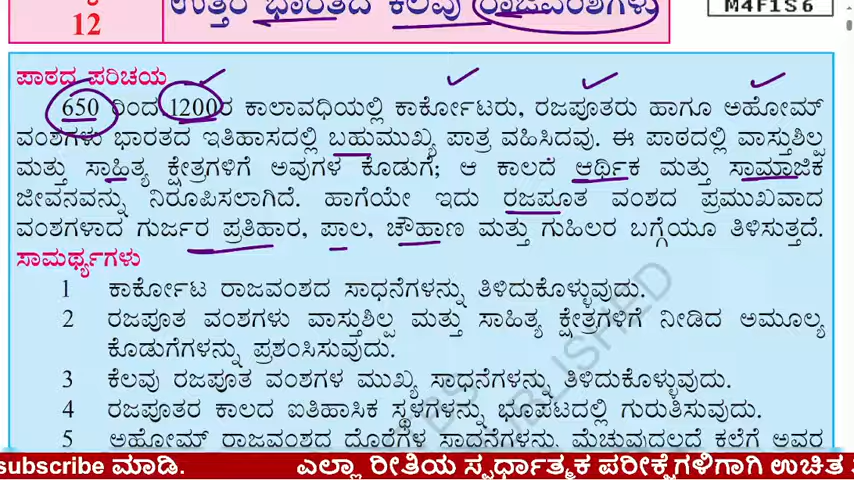 12
ಉತ್ತರ ಭಾರತದ ಕೆಲವು ರಾಜವಂಶಗಳು
M4F1S6
ಪಾಠದ ಪರಿಚಯ
650 ರಿಂದ 1200ರ ಕಾಲಾವಧಿಯಲ್ಲಿ ಕಾರ್ಕೋಟರು, ರಜಪೂತರು ಹಾಗೂ ಅಹೋಮ್
ವಂಶಗಳು ಭಾರತದ ಇತಿಹಾಸದಲ್ಲಿ ಬಹುಮುಖ್ಯ ಪಾತ್ರ ವಹಿಸಿದವು. ಈ ಪಾಠದಲ್ಲಿ ವಾಸ್ತುಶಿಲ್ಪ
ಮತ್ತು ಸಾಹಿತ್ಯ ಕ್ಷೇತ್ರಗಳಿಗೆ ಅವುಗಳ ಕೊಡುಗೆ; ಆ ಕಾಲದ ಆರ್ಥಿಕ ಮತ್ತು ಸಾಮಾಜಿಕ
ಜೀವನವನ್ನು ನಿರೂಪಿಸಲಾಗಿದೆ. ಹಾಗೆಯೇ ಇದು ರಜಪೂತ ವಂಶದ ಪ್ರಮುಖವಾದ
ವಂಶಗಳಾದ ಗುರ್ಜರ ಪ್ರತಿಹಾರ, ಪಾಲ, ಚೌಹಾಣ ಮತ್ತು ಗುಹಿಲರ ಬಗ್ಗೆಯೂ ತಿಳಿಸುತ್ತದೆ.
ಸಾಮರ್ಥ್ಯಗಳು
1 ಕಾರ್ಕೋಟ ರಾಜವಂಶದ ಸಾಧನೆಗಳನ್ನು ತಿಳಿದುಕೊಳ್ಳುವುದು.
2 ರಜಪೂತ ವಂಶಗಳು ವಾಸ್ತುಶಿಲ್ಪ ಮತ್ತು ಸಾಹಿತ್ಯ ಕ್ಷೇತ್ರಗಳಿಗೆ ನೀಡಿದ ಅಮೂಲ್ಯ
ಕೊಡುಗೆಗಳನ್ನು ಪ್ರಶಂಸಿಸುವುದು.
3 ಕೆಲವು ರಜಪೂತ ವಂಶಗಳ ಮುಖ್ಯ ಸಾಧನೆಗಳನ್ನು ತಿಳಿದುಕೊಳ್ಳುವುದು.
4 ರಜಪೂತರ ಕಾಲದ ಐತಿಹಾಸಿಕ ಸ್ಥಳಗಳನ್ನು ಭೂಪಟದಲ್ಲಿ ಗುರುತಿಸುವುದು.
5 ಅಹೋಮ್ ರಾಜವಂಶದ ದೊರೆಗಳ ಸಾಧನೆಗಳನ್ನು ಮೆಚ್ಚುವುದಲ್ಲದೆ ಕಲೆಗೆ ಅವರ
subscribe ಮಾಡಿ. ಎಲ್ಲಾ ರೀತಿಯ ಸ್ಪರ್ಧಾತ್ಮಕ ಪರೀಕ್ಷೆಗಳಿಗಾಗಿ ಉಚಿತ